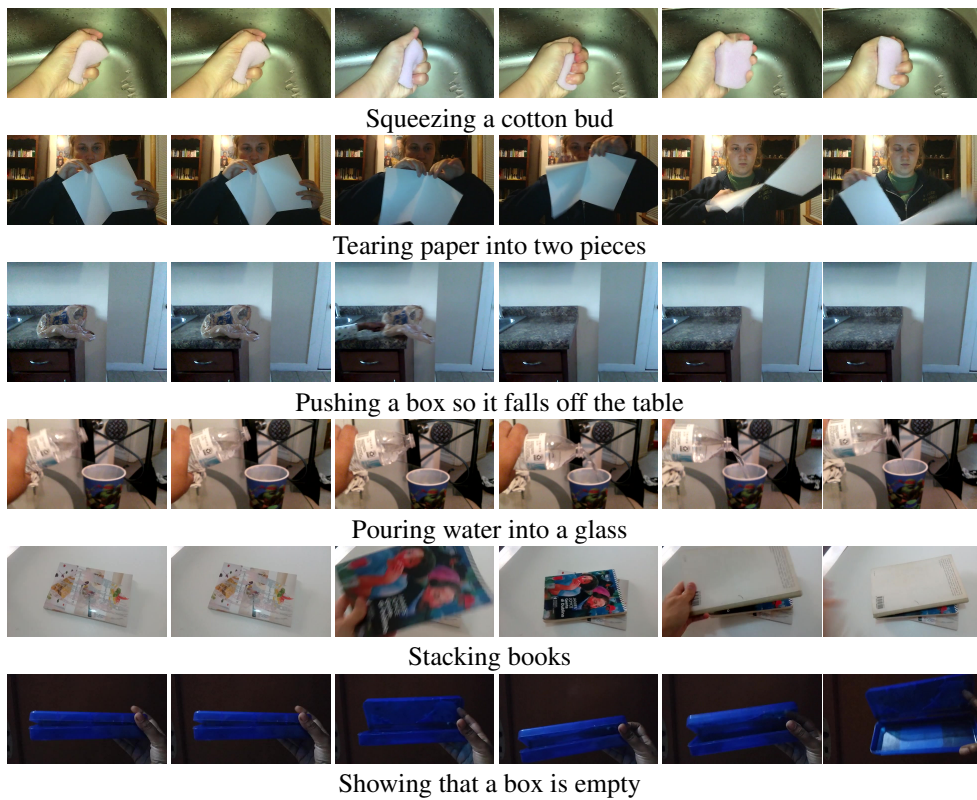 Squeezing a cotton bud
Tearing paper into two pieces
Pushing a box so it falls off the table
Pouring water into a glass
Stacking books
Showing that a box is empty